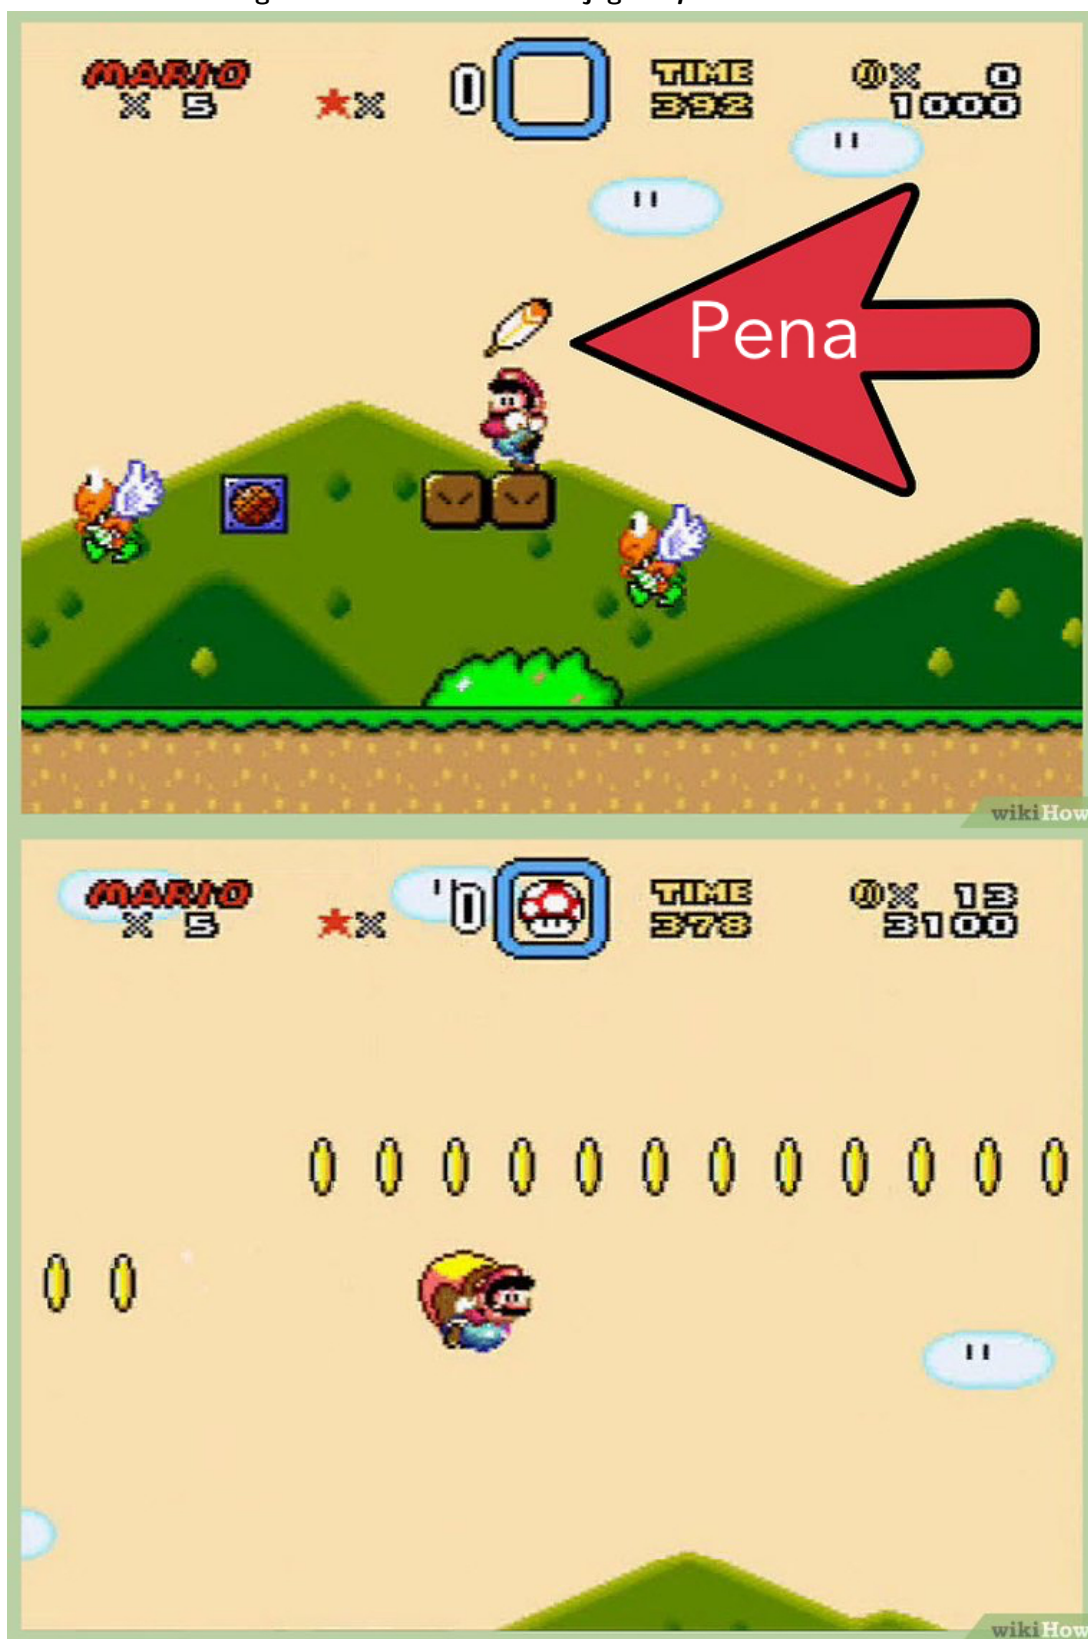 MARIO TIME
x 5 ★x 0 392 x 0
1000
Pena
wikiHow
MARIO TIME x 13
x 5 ★x 0 378 3100
wikiHow